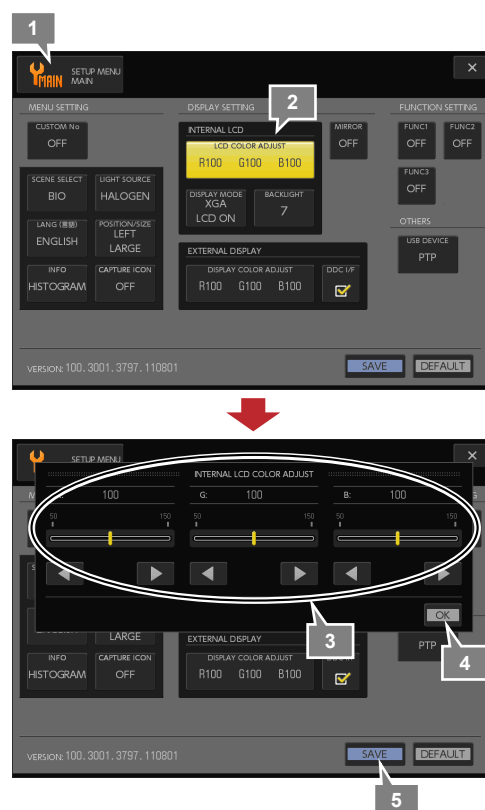 1
MAIN SETUP MENU
MAIN
×
MENU SETTING DISPLAY SETTING FUNCTION SETTING
2
CUSTOM No
OFF
INTERNAL LCD
LCD COLOR ADJUST
R100 G100 B100
MIRROR
OFF
FUNC1 FUNC2
OFF OFF
SCENE SELECT LIGHT SOURCE
BIO HALOGEN
DISPLAY MODE BACKLIGHT
XGA
LCD ON 7
FUNC3
OFF
LANG (言語) POSITION/SIZE
ENGLISH LEFT
LARGE
OTHERS
USB DEVICE
PTP
EXTERNAL DISPLAY
DISPLAY COLOR ADJUST DDC I/F
R100 G100 B100
INFO CAPTURE ICON
HISTOGRAM OFF
VERSION: 100. 3001. 3797. 110801 SAVE DEFAULT
SETUP MENU
×
INTERNAL LCD COLOR ADJUST
100 G: 100 B: 100
50 150 50 150 50 150
OK
3
4
LARGE
EXTERNAL DISPLAY
PTP
INFO CAPTURE ICON
HISTOGRAM OFF
DISPLAY COLOR ADJUST
R100 G100 B100
VERSION: 100. 3001. 3797. 110801 SAVE DEFAULT
5